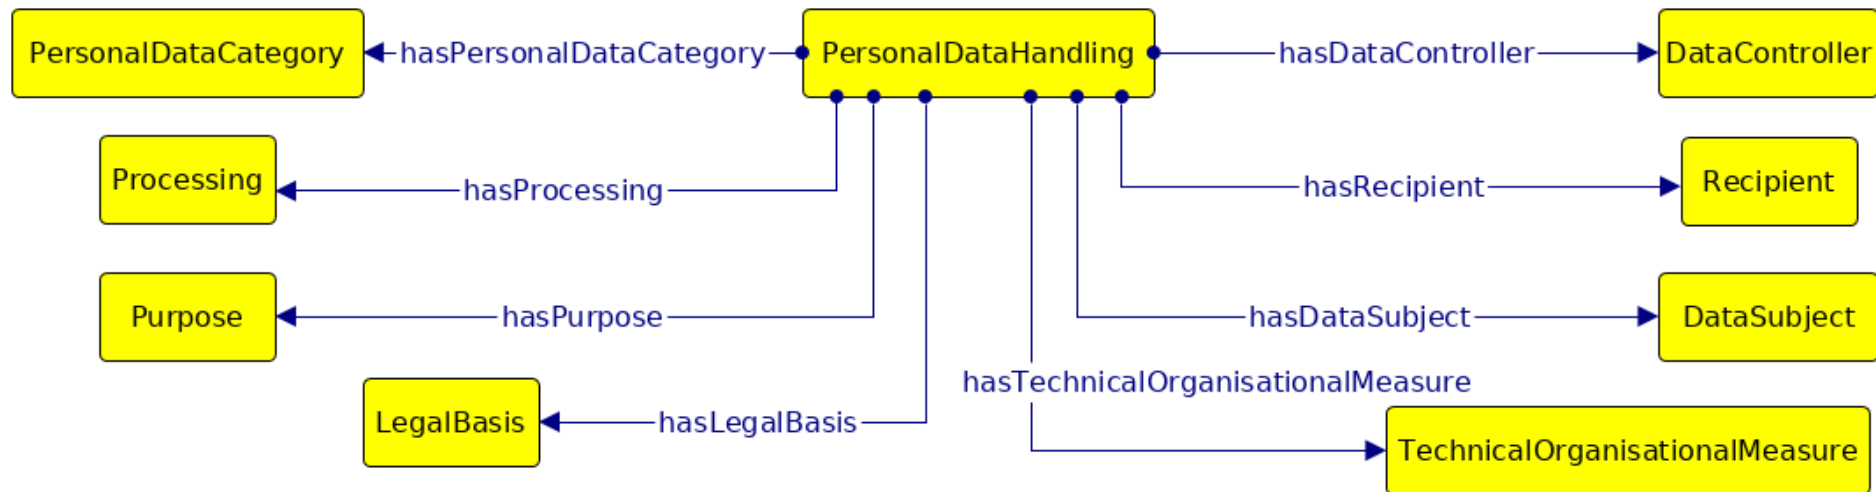 PersonalDataCategory
hasPersonalDataCategory
PersonalDataHandling
hasDataController
DataController
Processing
hasProcessing
hasRecipient
Recipient
Purpose
hasPurpose
hasDataSubject
DataSubject
hasTechnicalOrganisationalMeasure
LegalBasis
hasLegalBasis
TechnicalOrganisationalMeasure